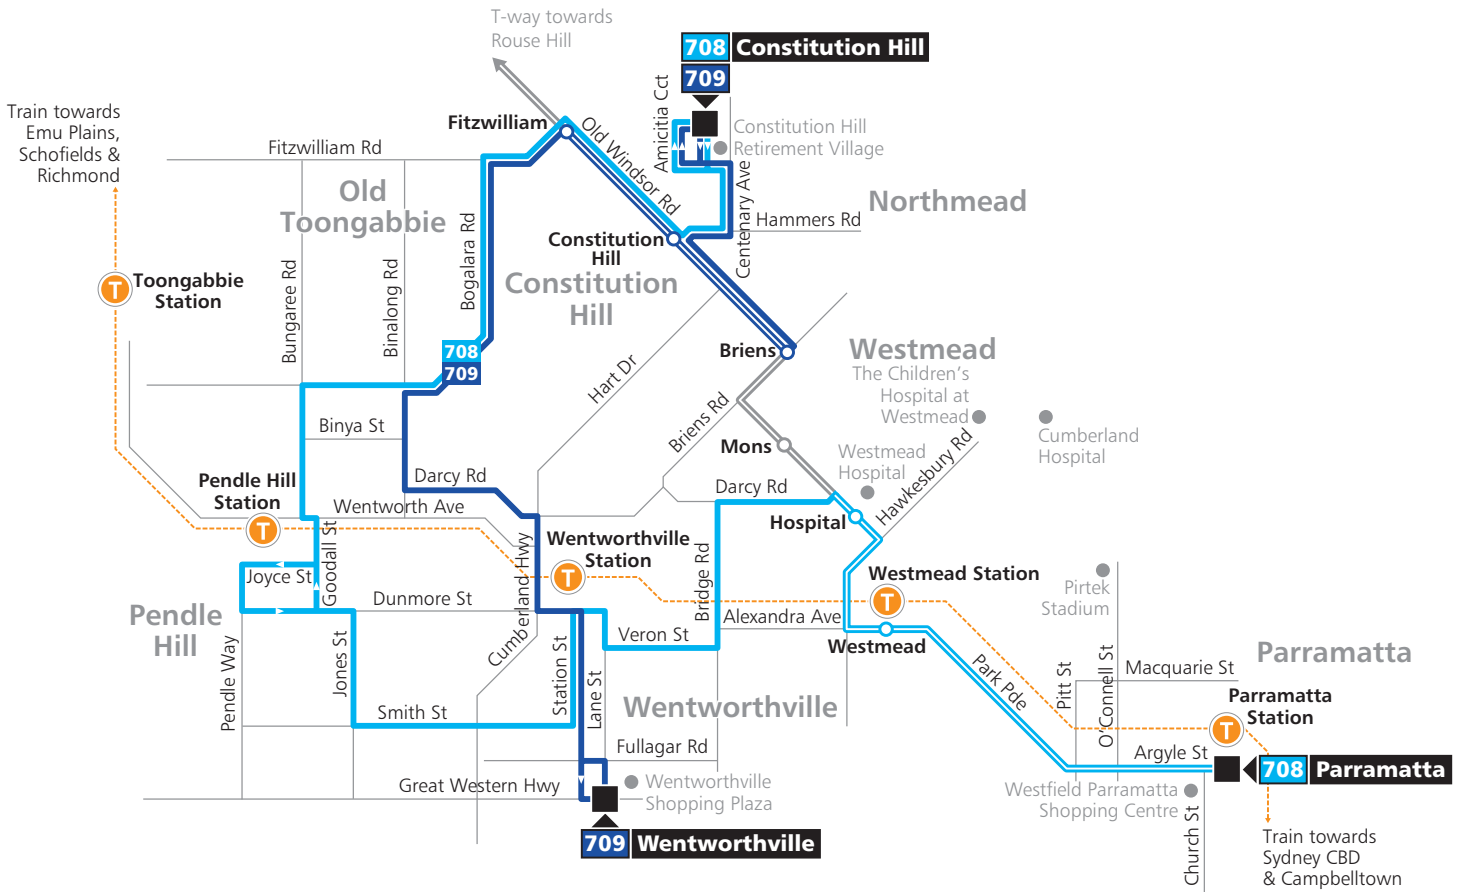 T-way towards
Rouse Hill
708 Constitution Hill
709
Train towards
Emu Plains,
Schofields &
Richmond
Fitzwilliam
Old Windsor Rd
Amicitia Cct
Constitution Hill
Retirement Village
Fitzwilliam Rd
Old
Toongabbie
Northmead
Hammers Rd
Centenary Ave
Constitution
Hill
Constitution
Hill
Bogalara Rd
Toongabbie
Station
T
Bungaree Rd
Binalong Rd
708
709
Briens
Hart Dr
Westmead
The Children's
Hospital at
Westmead
Cumberland
Hospital
Briens Rd
Binya St
Mons
Westmead
Hospital
Hawkesbury Rd
Pendle Hill
Station
T
Darcy Rd
Darcy Rd
Wentworth Ave
Hospital
Goodall St
Cumberland Hwy
Wentworthville
Station
T
Bridge Rd
Westmead Station
T
Pirtek
Stadium
Joyce St
Dunmore St
Pendle
Hill
Alexandra Ave
Veron St
Westmead
Park Pde
Pitt St
O'Connell St
Macquarie St
Parramatta
Pendle Way
Jones St
Station St
Lane St
Smith St
Wentworthville
Parramatta
Station
T
Fullagar Rd
Argyle St
708 Parramatta
Great Western Hwy
Wentworthville
Shopping Plaza
Westfield Parramatta
Shopping Centre
Church St
709 Wentworthville
Train towards
Sydney CBD
& Campbelltown